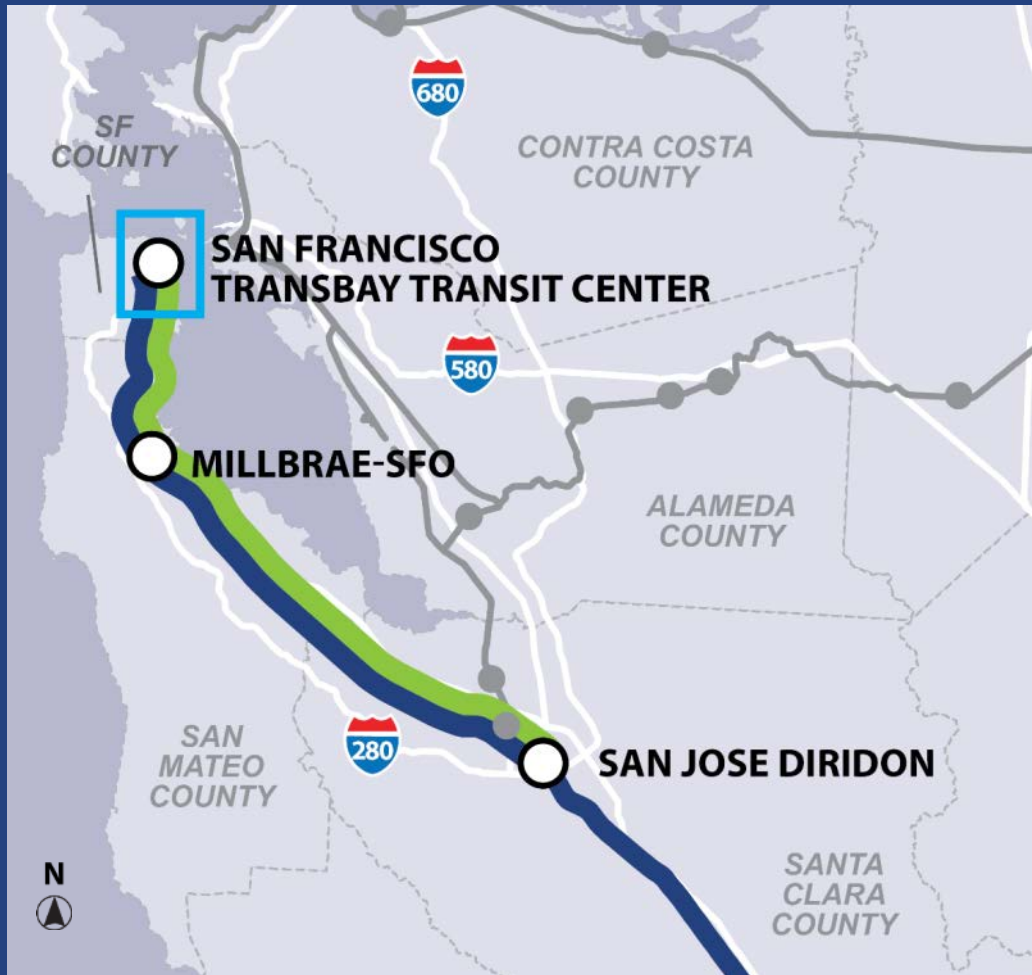 680
SF
COUNTY
CONTRA COSTA
COUNTY
SAN FRANCISCO
TRANSBAY TRANSIT CENTER
580
MILLBRAE-SFO
ALAMEDA
COUNTY
SAN
MATEO
COUNTY
280
SAN JOSE DIRIDON
SANTA
CLARA
COUNTY
N